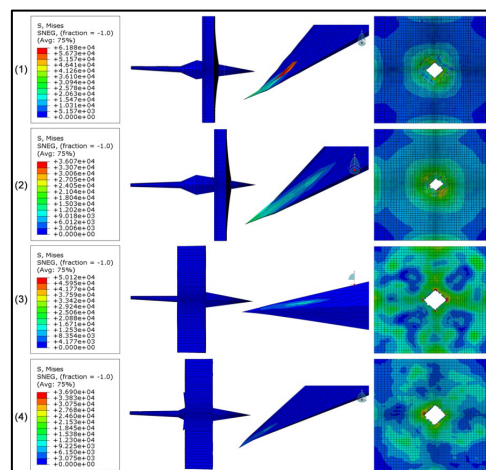 (1)
S, Mises
SNEG, (fraction = -1.0)
(Avg: 75%)
+6.188e+04
+5.673e+04
+5.157e+04
+4.641e+04
+4.126e+04
+3.610e+04
+3.094e+04
+2.578e+04
+2.063e+04
+1.547e+04
+1.031e+04
+5.157e+03
+0.000e+00
(2)
S, Mises
SNEG, (fraction = -1.0)
(Avg: 75%)
+3.607e+04
+3.307e+04
+3.006e+04
+2.705e+04
+2.405e+04
+2.104e+04
+1.804e+04
+1.503e+04
+1.202e+04
+9.018e+03
+6.012e+03
+3.006e+03
+0.000e+00
(3)
S, Mises
SNEG, (fraction = -1.0)
(Avg: 75%)
+5.012e+04
+4.595e+04
+4.177e+04
+3.759e+04
+3.342e+04
+2.924e+04
+2.506e+04
+2.088e+04
+1.671e+04
+1.253e+04
+8.354e+03
+4.177e+03
+0.000e+00
(4)
S, Mises
SNEG, (fraction = -1.0)
(Avg: 75%)
+3.690e+04
+3.383e+04
+3.075e+04
+2.768e+04
+2.460e+04
+2.153e+04
+1.845e+04
+1.538e+04
+1.230e+04
+9.225e+03
+6.150e+03
+3.075e+03
+0.000e+00